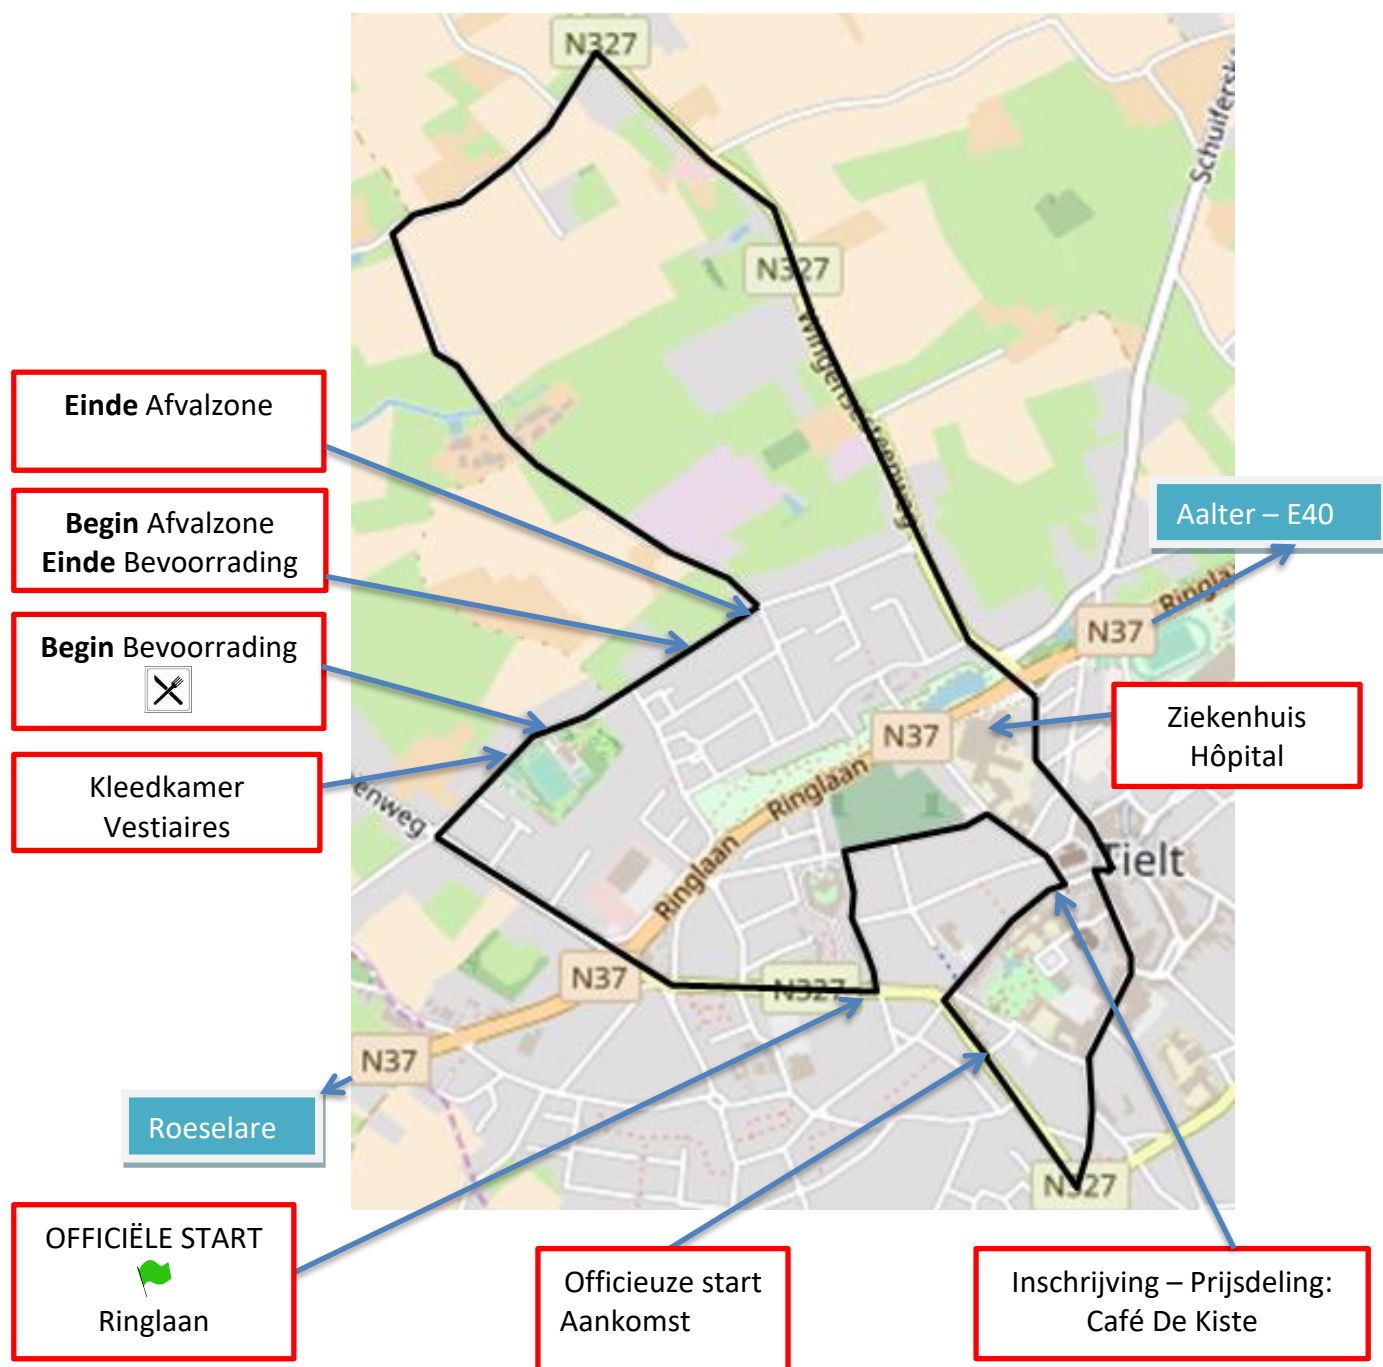 N327
Schuifersk
N327
Wingensesteenweg
Einde Afvalzone
Begin Afvalzone
Einde Bevoorrading
Aalter – E40
Ringla
N37
Begin Bevoorrading
Ziekenhuis
Hôpital
N37
Ringlaan
Kleedkamer
Vestiaires
enweg
Tielt
Ringlaan
N37
N327
N37
Roeselare
N327
OFFICIËLE START
Ringlaan
Officieuze start
Aankomst
Inschrijving – Prijsdeling:
Café De Kiste